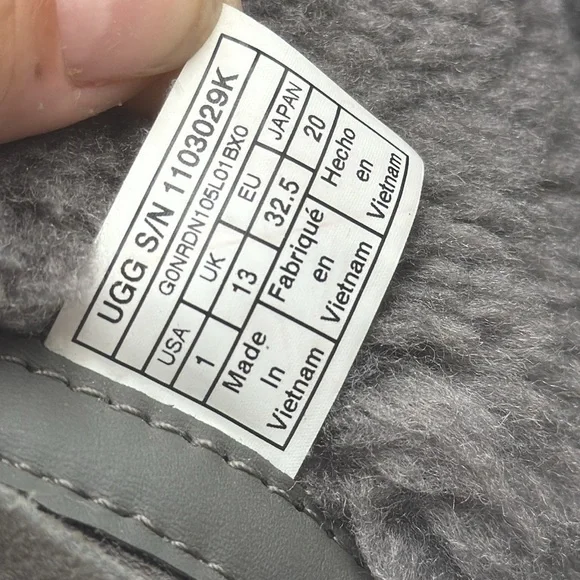 UGG S/N 1103029K
G0NRDN105L01BX0
USA UK EU JAPAN
1 13 32.5 20
Made In Vietnam
Fabriqué en Vietnam
Hecho en Vietnam